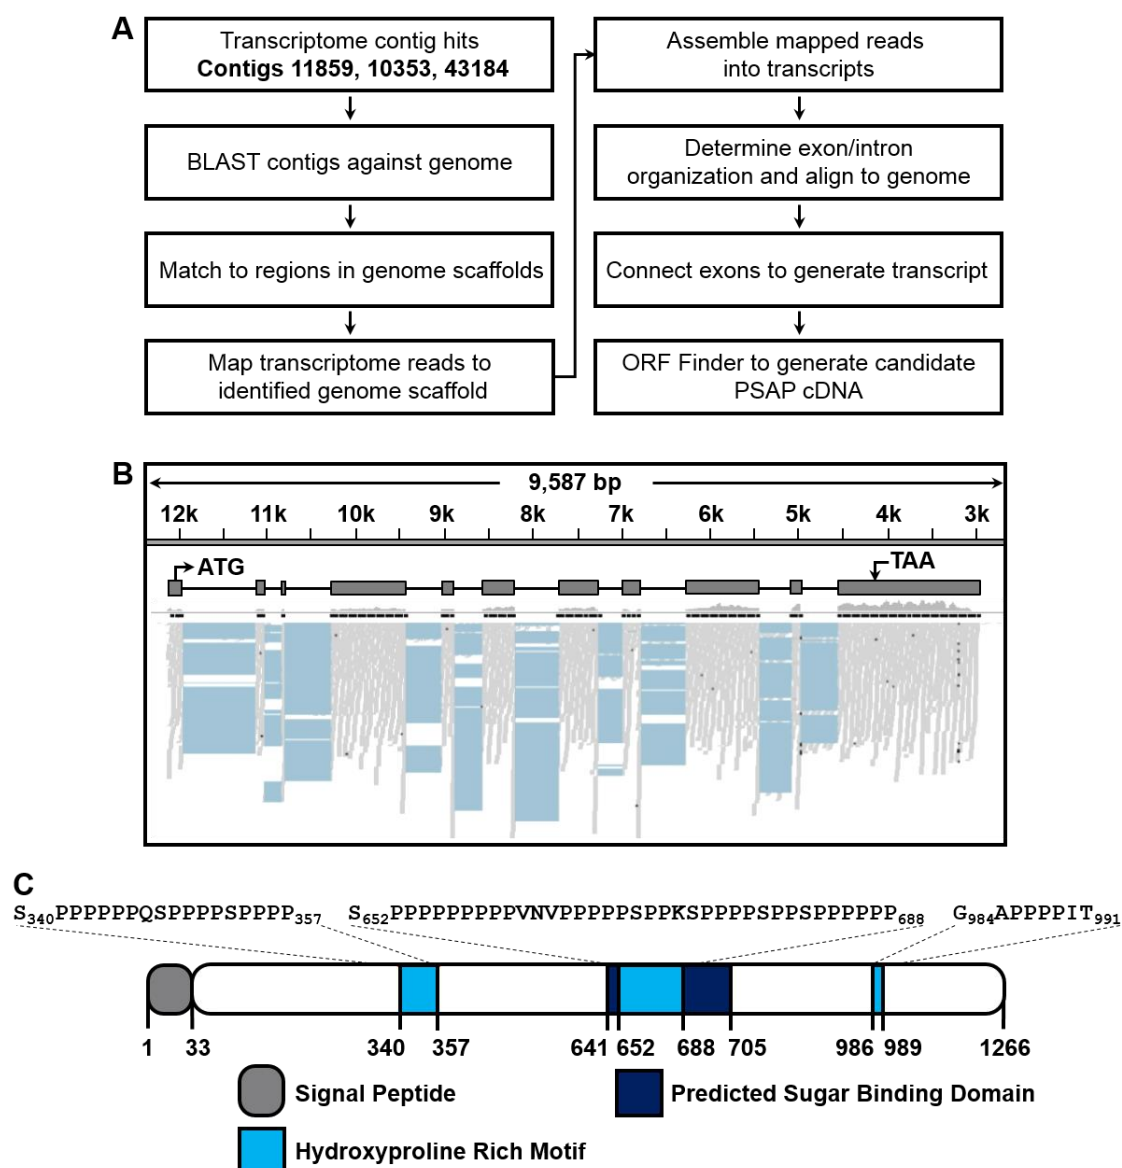 A
Transcriptome contig hits
Contigs 11859, 10353, 43184
BLAST contigs against genome
Match to regions in genome scaffolds
Map transcriptome reads to
identified genome scaffold
Assemble mapped reads
into transcripts
Determine exon/intron
organization and align to genome
Connect exons to generate transcript
ORF Finder to generate candidate
PSAP cDNA
B
9,587 bp
12k 11k 10k 9k 8k 7k 6k 5k 4k 3k
ATG TAA
C
S340PPPPPPQSPPPPSPPPP357 S652PPPPPPPPPVNVPPPPPSPPKSPPPPSPPSPPPPPP688 G984APPPPIT991
1 33 340 357 641 652 688 705 986 989 1266
Signal Peptide
Predicted Sugar Binding Domain
Hydroxyproline Rich Motif